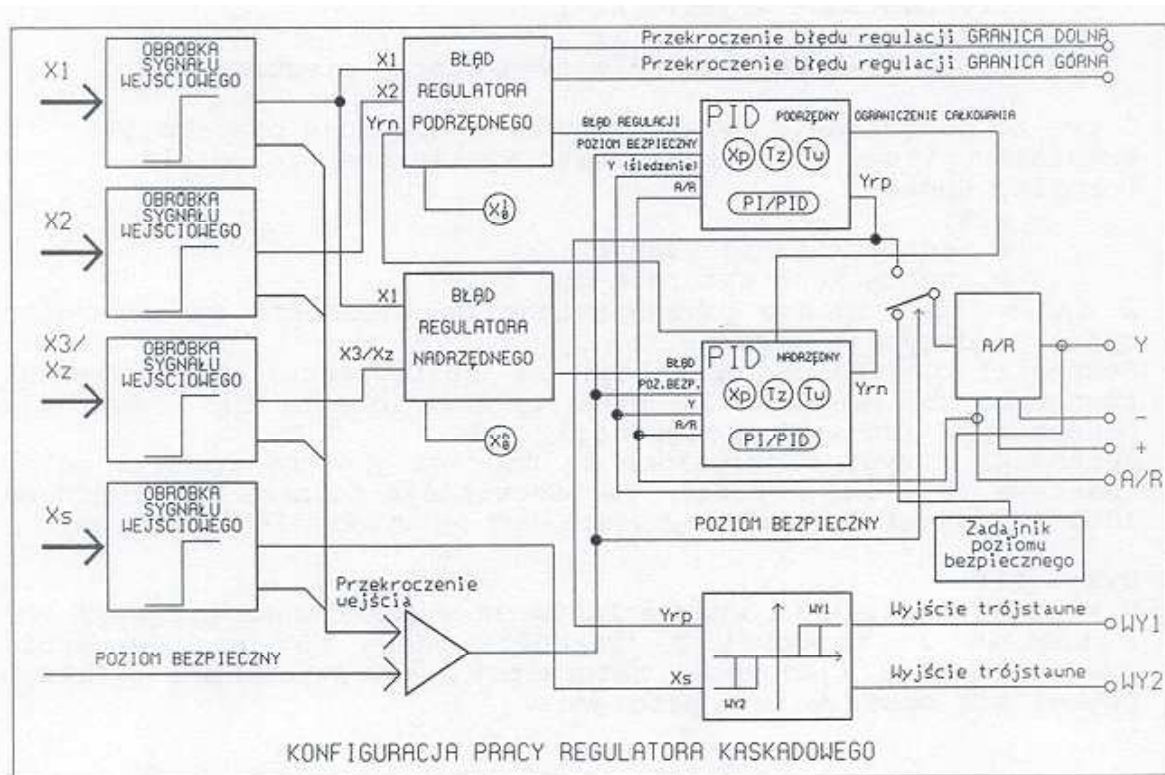 X1
OBRÓBKA
SYGNAŁU
WEJŚCIOWEGO
X2
OBRÓBKA
SYGNAŁU
WEJŚCIOWEGO
X3/
Xz
OBRÓBKA
SYGNAŁU
WEJŚCIOWEGO
Xs
OBRÓBKA
SYGNAŁU
WEJŚCIOWEGO
X1
X2
Yrn
BŁĄD
REGULATORA
PODRZĘDNEGO
X1
X3/Xz
BŁĄD
REGULATORA
NADRZĘDNEGO
Przekroczenie błędu regulacji GRANICA DOLNA
Przekroczenie błędu regulacji GRANICA GÓRNA
BŁĄD REGULACJI
POZIOM BEZPIECZNY
Y (śledzenie)
A/R
PID PODRZĘDNY
Xp Tz Tw
PI/PID
OGRANICZENIE CAŁKOWANIA
Yrp
BŁĄD
POZ.BEZP.
Y
A/R
PID NADRZĘDNY
Xp Tz Tw
PI/PID
Yrn
A/R
Y
-
+
A/R
POZIOM BEZPIECZNY
Zadajnik
poziomu
bezpiecznego
Przekroczenie
wejścia
POZIOM BEZPIECZNY
Yrp
Xs
WY1
WY2
Wyjście trójstawne
WY1
Wyjście trójstawne
WY2
KONFIGURACJA PRACY REGULATORA KASKADOWEGO